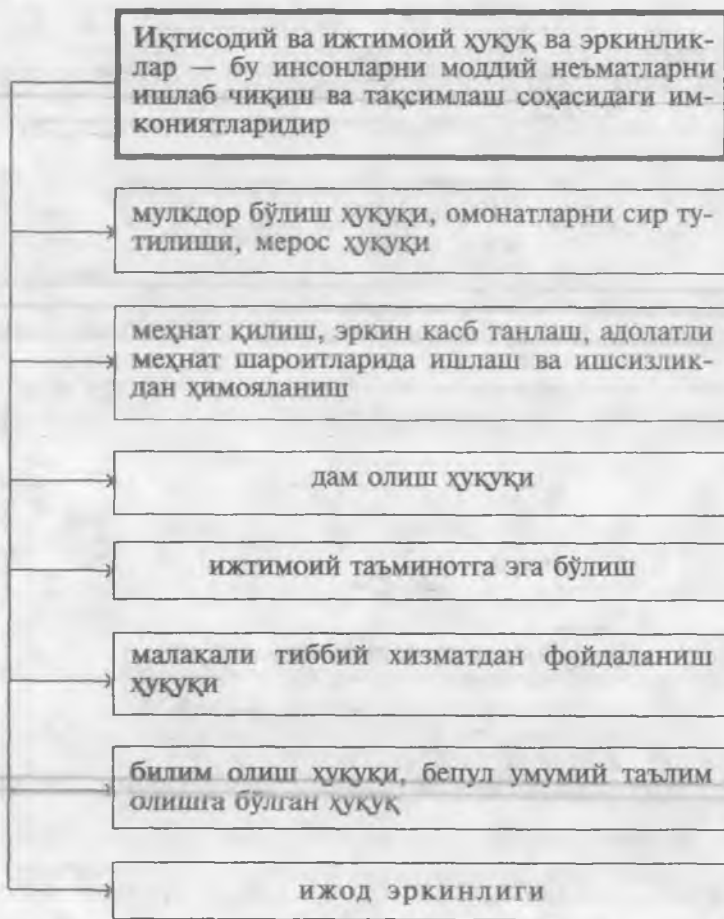 Иқтисодий ва ижтимоий ҳуқуқ ва эркинлик-
лар — бу инсонларни моддий неъматларни
ишлаб чиқиш ва тақсимлаш соҳасидаги им-
кониятларидир
мулкдор бўлиш ҳуқуқи, омонатларни сир ту-
тилиши, мерос ҳуқуқи
меҳнат қилиш, эркин касб танлаш, адолатли
меҳнат шароитларида ишлаш ва ишсизлик-
дан ҳимояланиш
дам олиш ҳуқуқи
ижтимоий таъминотга эга бўлиш
малакали тиббий хизматдан фойдаланиш
ҳуқуқи
билим олиш ҳуқуқи, бепул умумий таълим
олишга бўлган ҳуқуқ
ижод эркинлиги